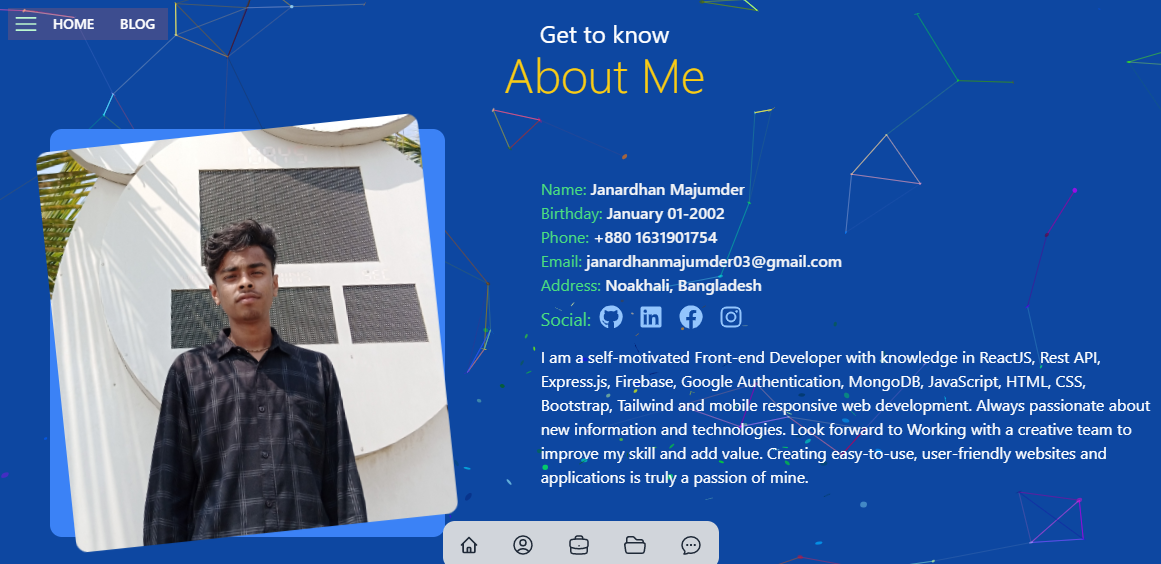 HOME BLOG
Get to know
About Me
Name: Janardhan Majumder
Birthday: January 01-2002
Phone: +880 1631901754
Email: janardhanmajumder03@gmail.com
Address: Noakhali, Bangladesh
Social:
I am a self-motivated Front-end Developer with knowledge in ReactJS, Rest API,
Express.js, Firebase, Google Authentication, MongoDB, JavaScript, HTML, CSS,
Bootstrap, Tailwind and mobile responsive web development. Always passionate about
new information and technologies. Look forward to Working with a creative team to
improve my skill and add value. Creating easy-to-use, user-friendly websites and
applications is truly a passion of mine.